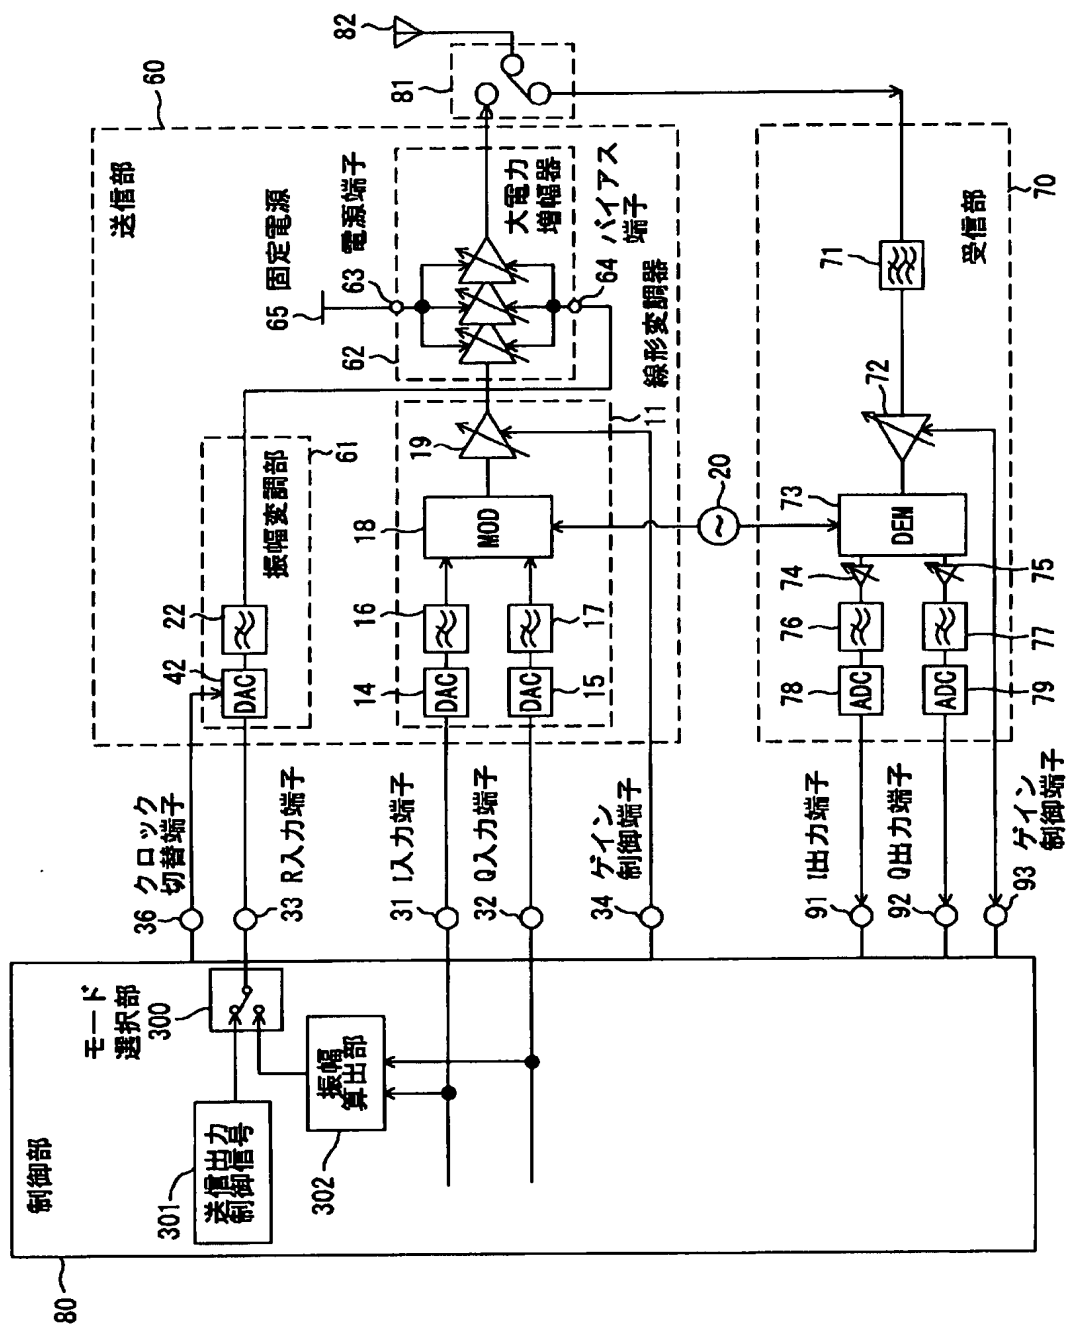 80
制御部
301
送信出力
制御信号
302
振幅
算出部
モード
選択部
300
36
クロック
切替端子
33
R入力端子
31
I入力端子
32
Q入力端子
34
ゲイン
制御端子
91
I出力端子
92
Q出力端子
93
ゲイン
制御端子
60
送信部
61
振幅変調部
42
DAC
22
11
線形変調器
14
DAC
15
DAC
16
17
18
MOD
19
20
62
大電力
増幅器
63
電源端子
64
バイアス
端子
65
固定電源
81
82
70
受信部
71
72
73
DEM
74
75
76
77
78
ADC
79
ADC